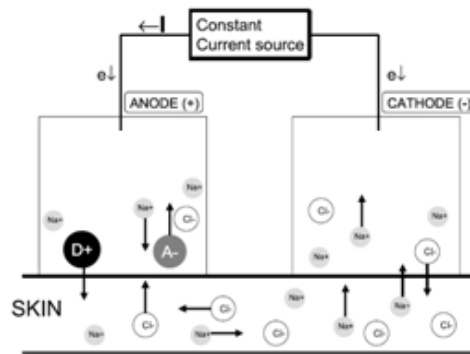 ←I
Constant
Current source
e↓
e↓
ANODE (+)
CATHODE (-)
Na+
Cl-
Na+
D+
A-
Na+
Cl-
Na+
Na+
Na+
Cl-
SKIN
Na+
Cl-
Na+
Cl-
Cl-
Na+
Na+
Cl-
Na+
Cl-